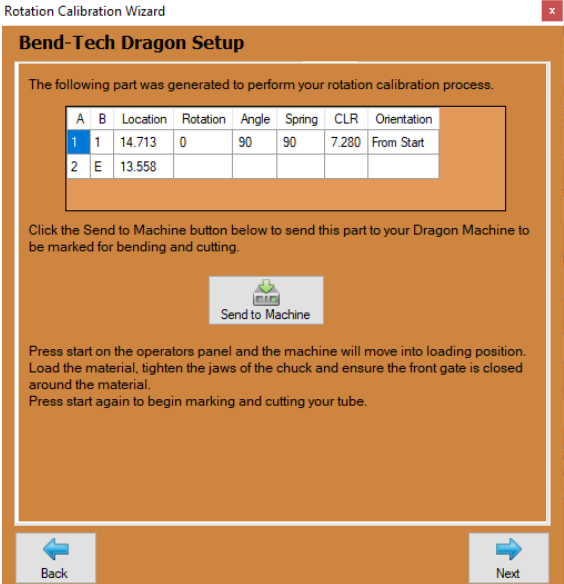 Rotation Calibration Wizard
x
Bend-Tech Dragon Setup
The following part was generated to perform your rotation calibration process.
A B Location Rotation Angle Spring CLR Orientation
1 1 14.713 0 90 90 7.280 From Start
2 E 13.558
Click the Send to Machine button below to send this part to your Dragon Machine to
be marked for bending and cutting.
Send to Machine
Press start on the operators panel and the machine will move into loading position.
Load the material, tighten the jaws of the chuck and ensure the front gate is closed
around the material.
Press start again to begin marking and cutting your tube.
Back
Next